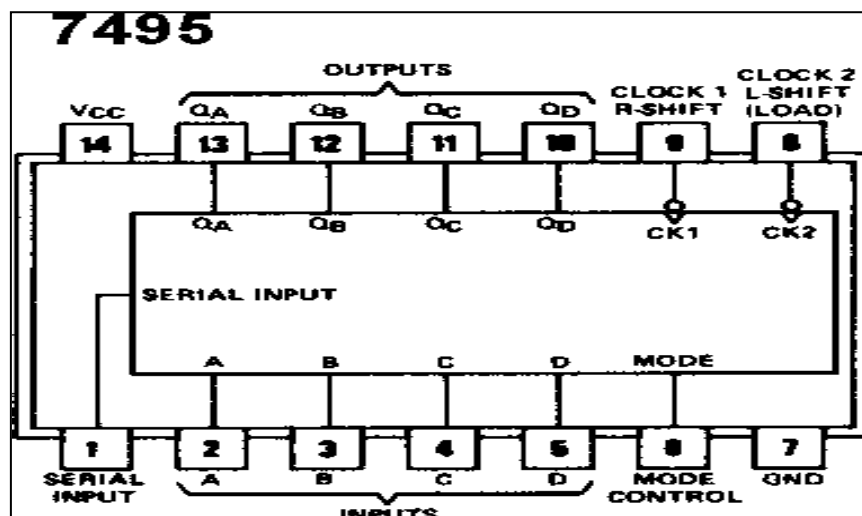 7495
OUTPUTS
CLOCK 1 CLOCK 2
R-SHIFT L-SHIFT
(LOAD)
VCC QA QB QC QD
14 13 12 11 10 9 8
QA QB QC QD CK1 CK2
SERIAL INPUT
A B C D MODE
1 2 3 4 5 6 7
SERIAL A B C D MODE GND
INPUT CONTROL
INPUTS